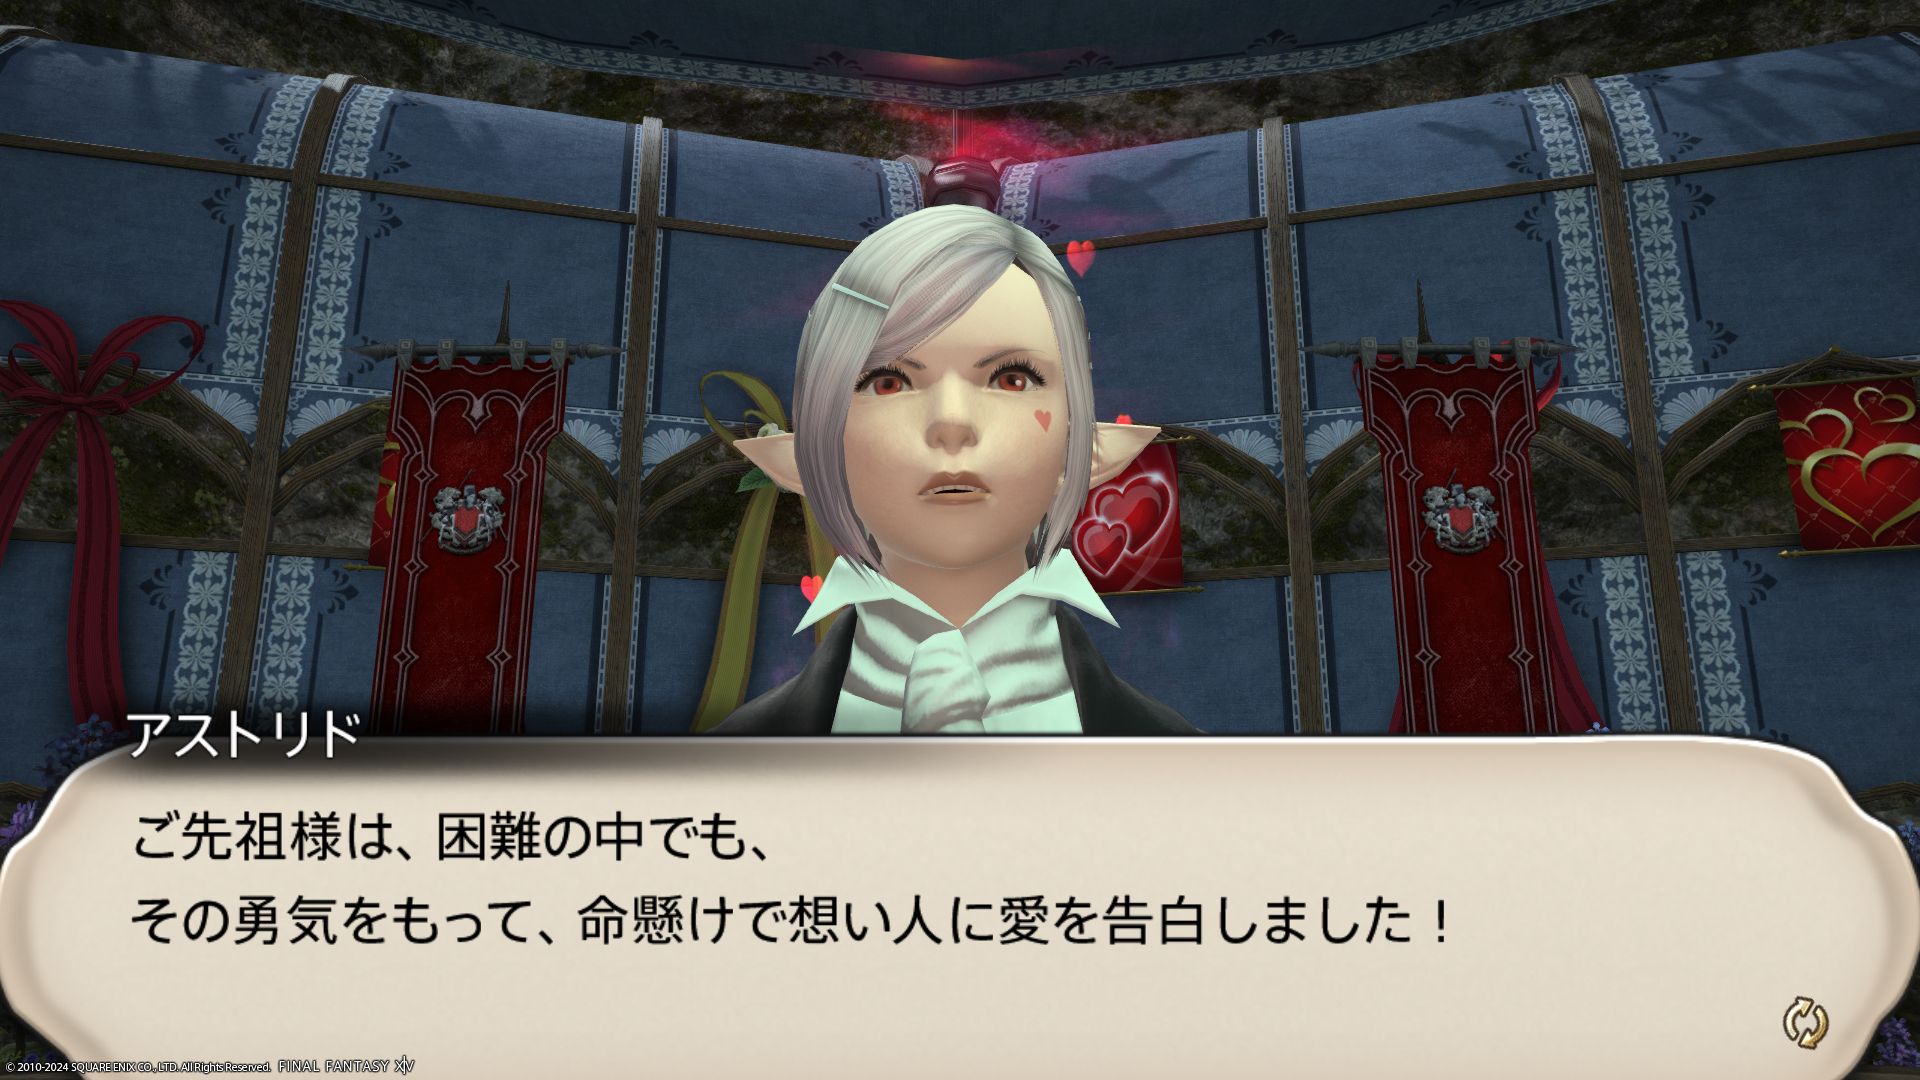 アストリド
ご先祖様は、困難の中でも、
その勇気をもって、命懸けで想い人に愛を告白しました！
© 2010-2024 SQUARE ENIX CO., LTD. All Rights Reserved. FINAL FANTASY XIV